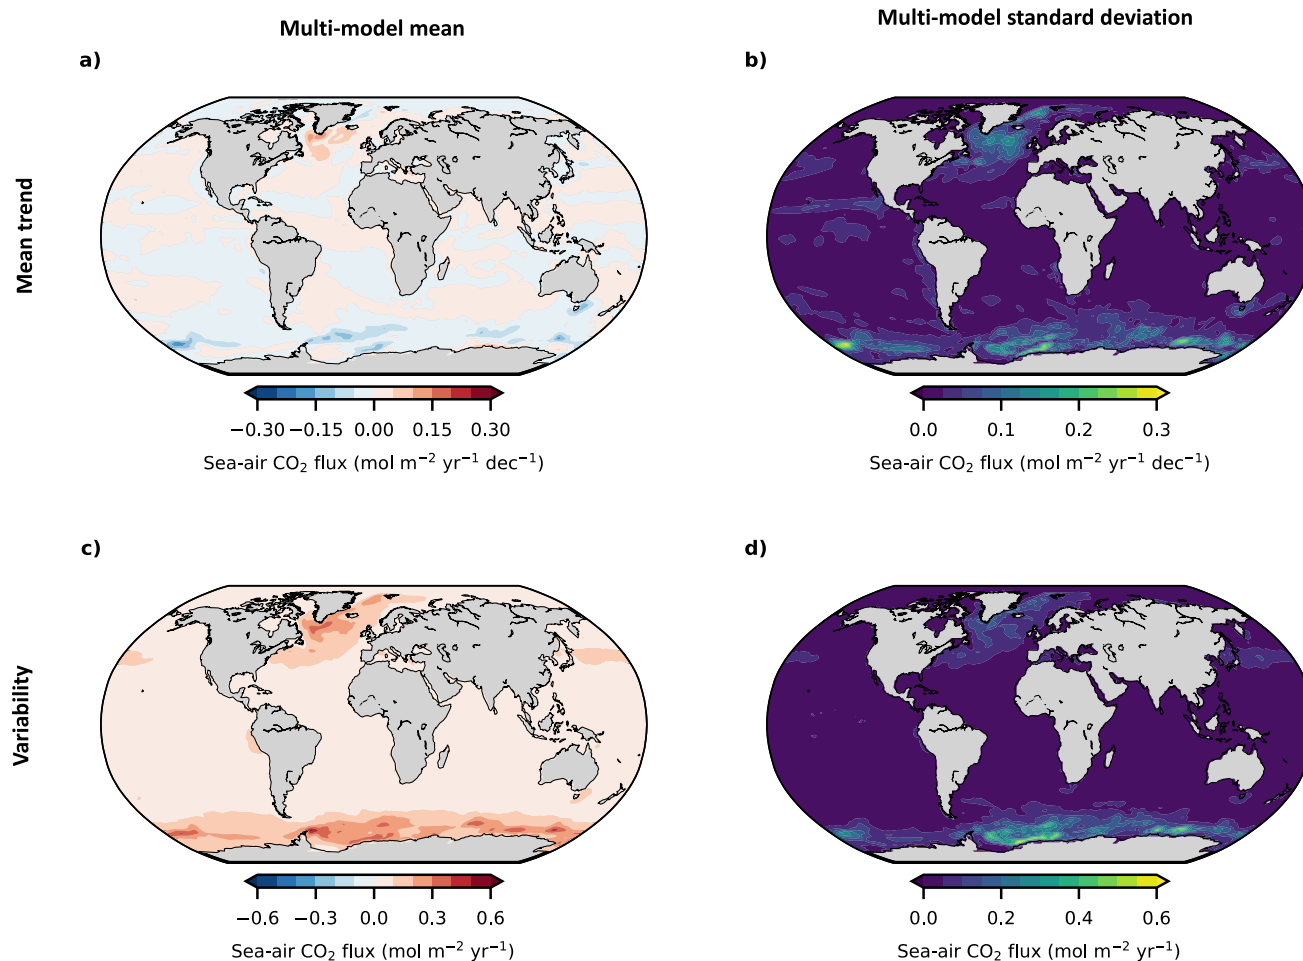 Multi-model mean
Multi-model standard deviation
a)
b)
Mean trend
−0.30 −0.15 0.00 0.15 0.30
Sea-air CO₂ flux (mol m⁻² yr⁻¹ dec⁻¹)
0.0 0.1 0.2 0.3
Sea-air CO₂ flux (mol m⁻² yr⁻¹ dec⁻¹)
c)
d)
Variability
−0.6 −0.3 0.0 0.3 0.6
Sea-air CO₂ flux (mol m⁻² yr⁻¹)
0.0 0.2 0.4 0.6
Sea-air CO₂ flux (mol m⁻² yr⁻¹)